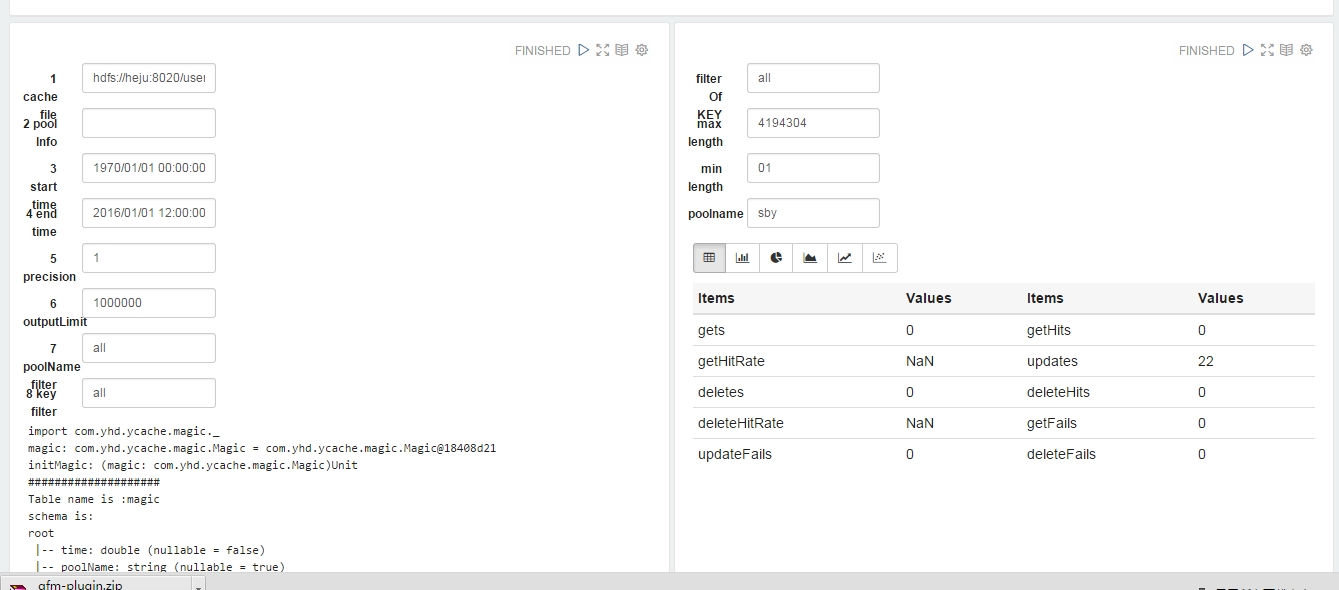 FINISHED
1 cache file
hdfs://heju:8020/user
2 pool Info
3 start time
1970/01/01 00:00:00
4 end time
2016/01/01 12:00:00
5 precision
1
6 outputLimit
1000000
7 poolName filter
all
8 key filter
all
import com.yhd.ycache.magic._
magic: com.yhd.ycache.magic.Magic = com.yhd.ycache.magic.Magic@18408d21
initMagic: (magic: com.yhd.ycache.magic.Magic)Unit
####################
Table name is :magic
schema is:
root
|-- time: double (nullable = false)
|-- poolName: string (nullable = true)
FINISHED
filter Of KEY
all
max length
4194304
min length
01
poolname
sby
Items Values Items Values
gets 0 getHits 0
getHitRate NaN updates 22
deletes 0 deleteHits 0
deleteHitRate NaN getFails 0
updateFails 0 deleteFails 0
gfm-plugin.zip